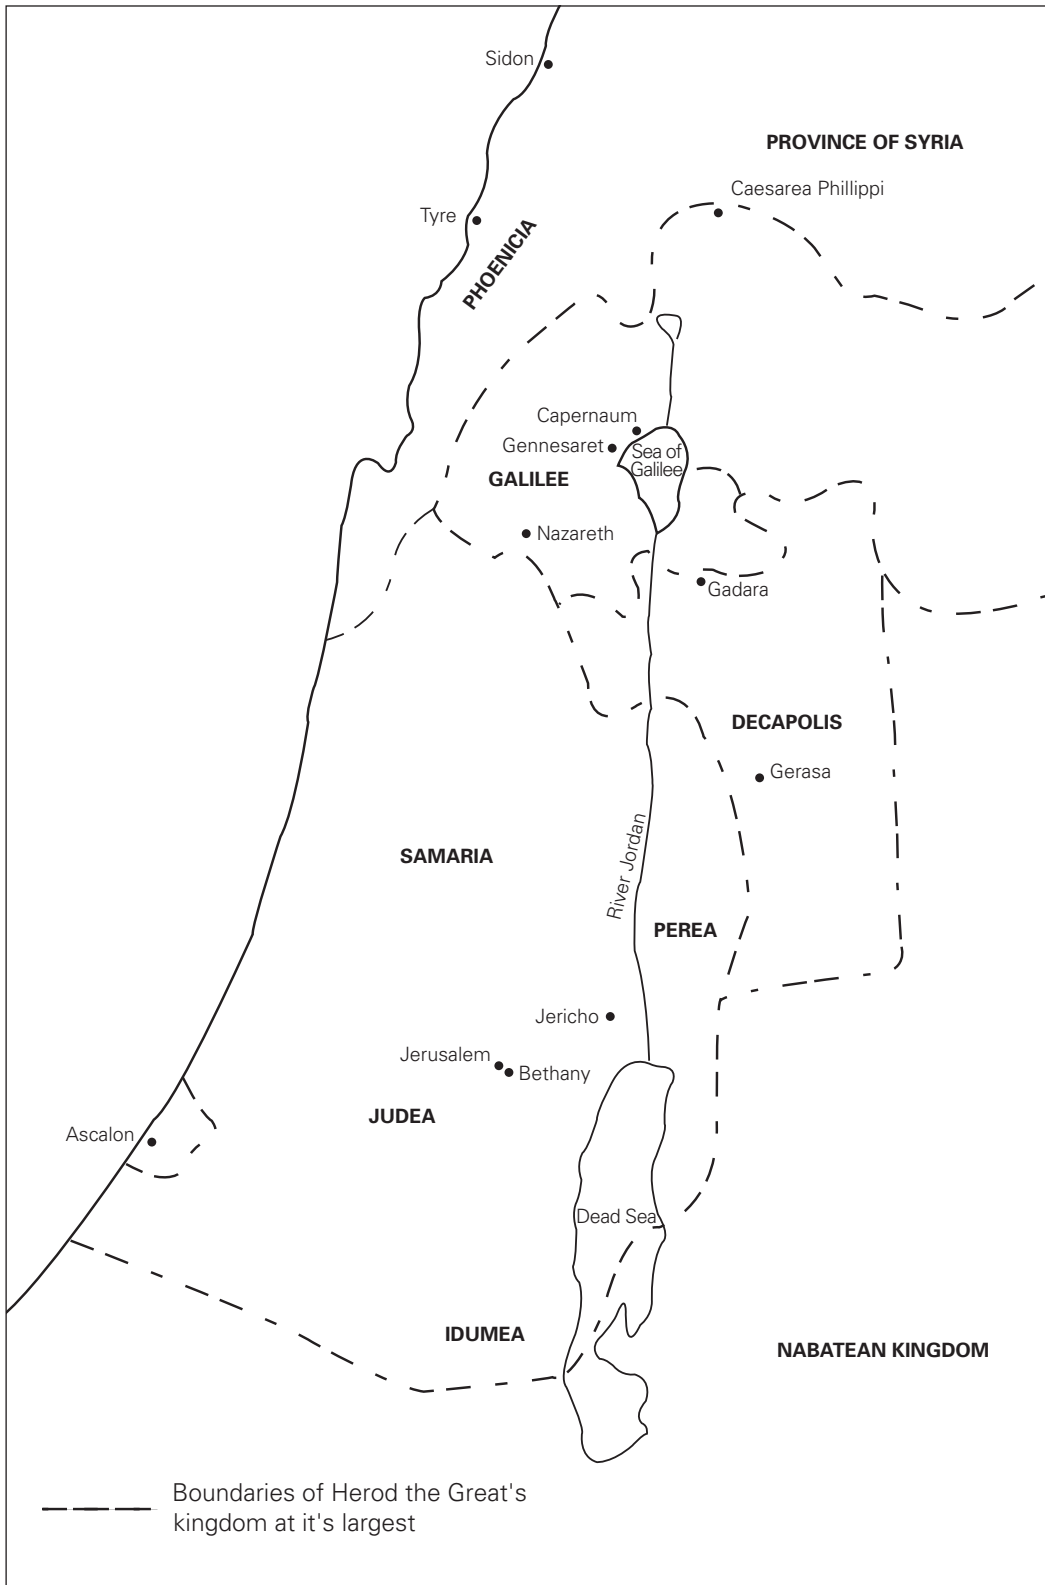 Sidon
PROVINCE OF SYRIA
Caesarea Phillippi
Tyre
PHOENICIA
Capernaum
Gennesaret
Sea of
Galilee
GALILEE
Nazareth
Gadara
DECAPOLIS
Gerasa
River Jordan
SAMARIA
PEREA
Jericho
Jerusalem
Bethany
JUDEA
Ascalon
Dead Sea
IDUMEA
NABATEAN KINGDOM
Boundaries of Herod the Great's
kingdom at it's largest